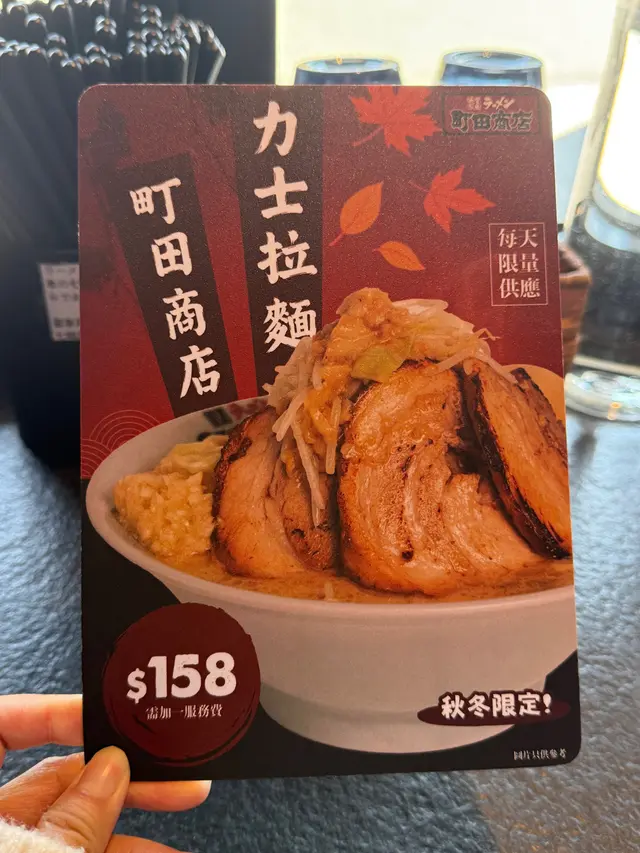 力士拉麵
町田商店
ラーメン
町田商店
每天
限量
供應
$158
需加一服務費
秋冬限定!
圖片只供參考